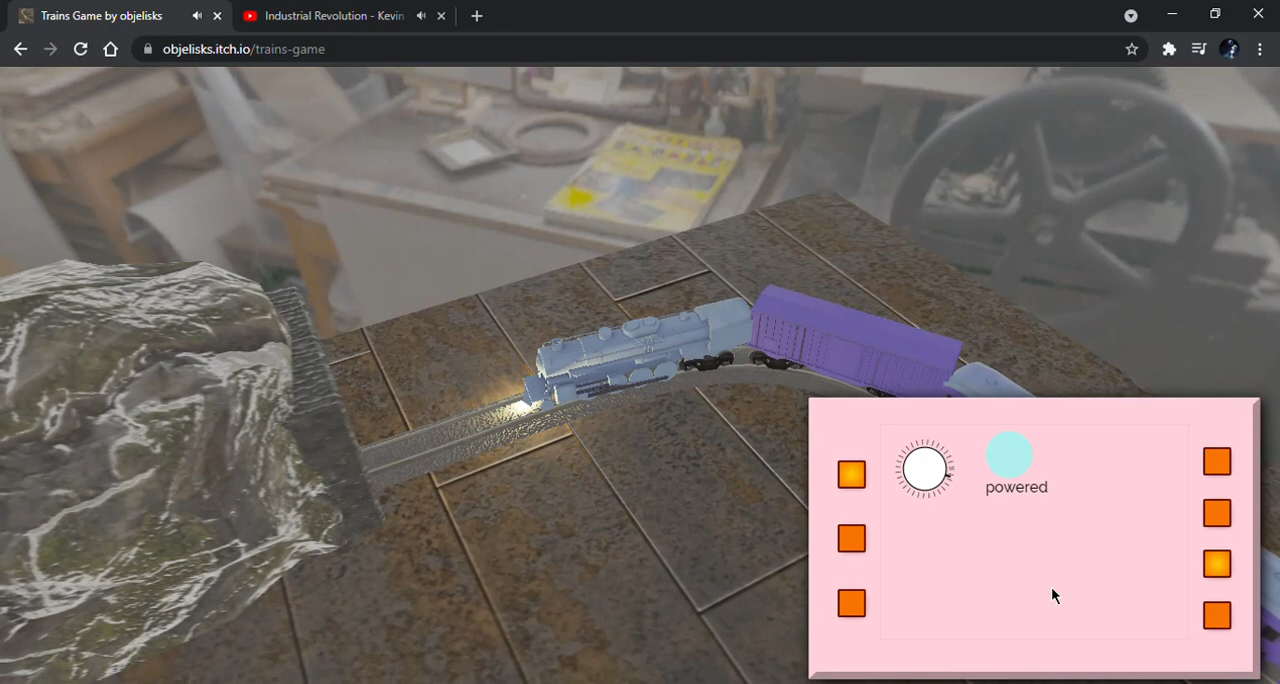 Trains Game by objelisks
Industrial Revolution - Kevin
objelisks.itch.io/trains-game
powered